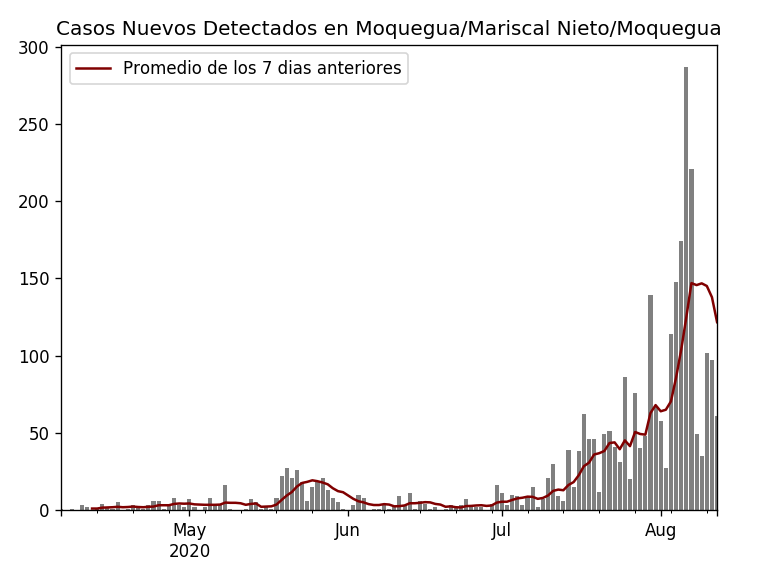 Casos Nuevos Detectados en Moquegua/Mariscal Nieto/Moquegua
Promedio de los 7 dias anteriores
300
250
200
150
100
50
0
May Jun Jul Aug
2020